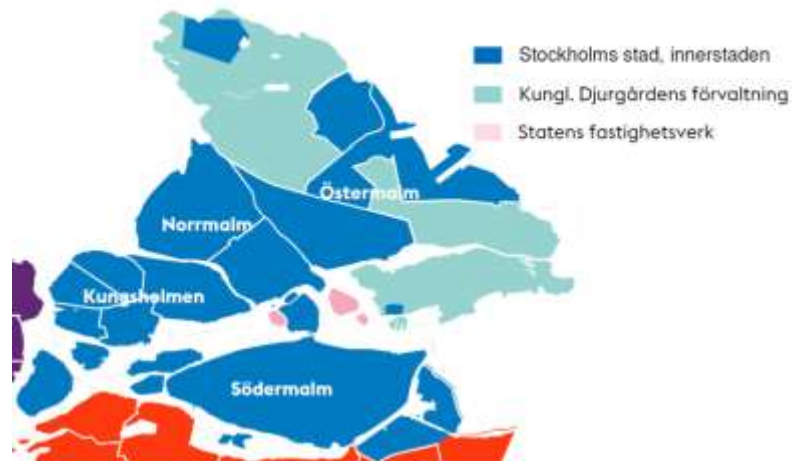 Stockholms stad, innerstaden
Kungl. Djurgårdens förvaltning
Statens fastighetsverk
Östermalm
Norrmalm
Kungsholmen
Södermalm